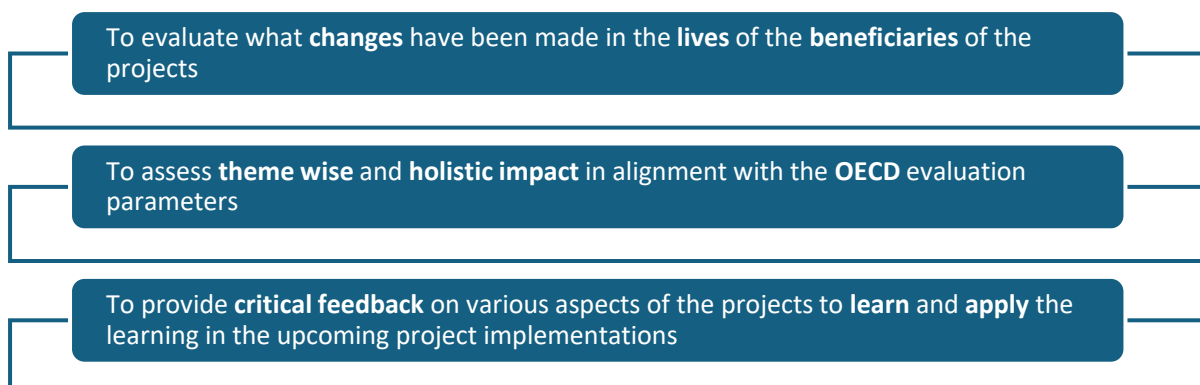 To evaluate what changes have been made in the lives of the beneficiaries of the
projects
To assess theme wise and holistic impact in alignment with the OECD evaluation
parameters
To provide critical feedback on various aspects of the projects to learn and apply the
learning in the upcoming project implementations